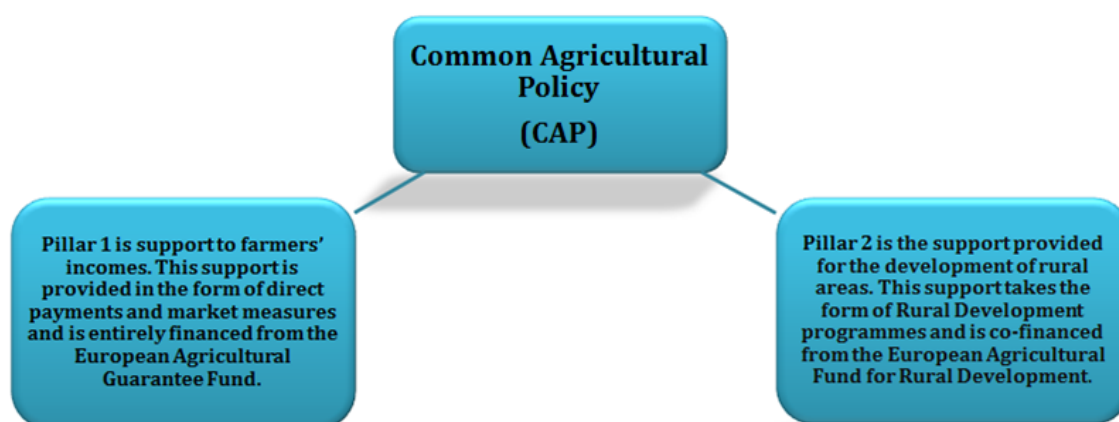 Common Agricultural
Policy
(CAP)
Pillar 1 is support to farmers’
incomes. This support is
provided in the form of direct
payments and market measures
and is entirely financed from the
European Agricultural
Guarantee Fund.
Pillar 2 is the support provided
for the development of rural
areas. This support takes the
form of Rural Development
programmes and is co-financed
from the European Agricultural
Fund for Rural Development.